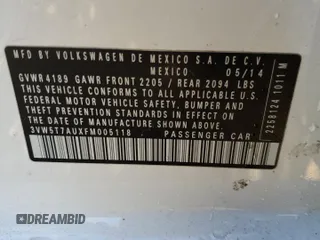 MFD BY VOLKSWAGEN DE MEXICO S.A. DE C.V.
MEXICO 05/14
GVWR 4189 GAWR FRONT 2205 / REAR 2094 LBS
THIS VEHICLE CONFORMS TO ALL APPLICABLE
FEDERAL MOTOR VEHICLE SAFETY, BUMPER AND
THEFT PREVENTION STANDARDS IN EFFECT ON
THE DATE OF MANUFACTURE SHOWN ABOVE.
3VW5T7AUXFM005118 PASSENGER CAR
2258124 1011 M
DREAMBID